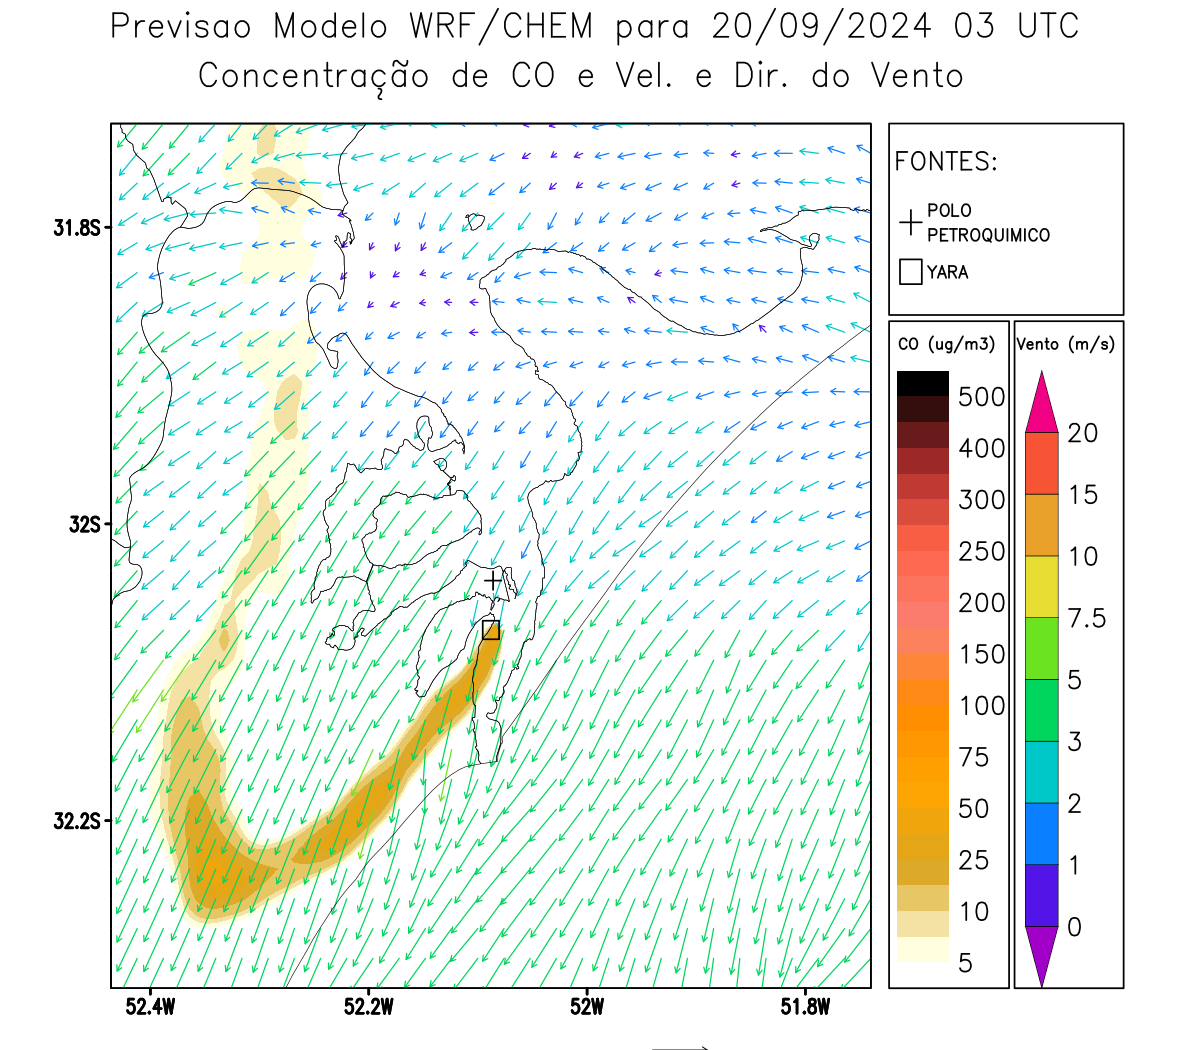 Previsao Modelo WRF/CHEM para 20/09/2024 03 UTC
Concentração de CO e Vel. e Dir. do Vento
FONTES:
POLO
PETROQUIMICO
YARA
CO (ug/m3)
500
400
300
250
200
150
100
75
50
25
10
5
Vento (m/s)
20
15
10
7.5
5
3
2
1
0
31.8S
32S
32.2S
52.4W
52.2W
52W
51.8W